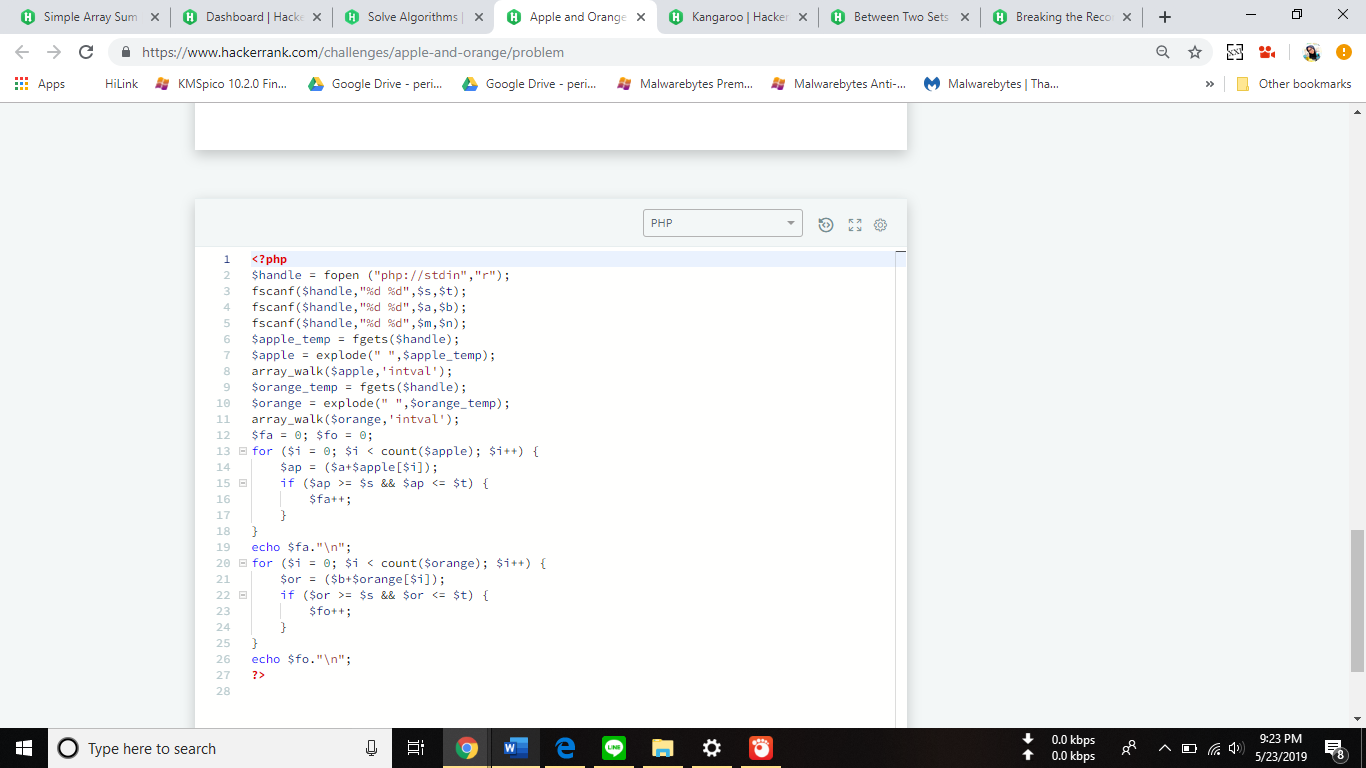 Simple Array Sum
Dashboard | Hacke
Solve Algorithms |
Apple and Orange
Kangaroo | Hacker
Between Two Sets
Breaking the Recor
https://www.hackerrank.com/challenges/apple-and-orange/problem
Apps HiLink KMSpico 10.2.0 Fin... Google Drive - peri... Google Drive - peri... Malwarebytes Prem... Malwarebytes Anti-... Malwarebytes | Tha... » Other bookmarks
PHP
1 <?php
2 $handle = fopen ("php://stdin","r");
3 fscanf($handle,"%d %d",$s,$t);
4 fscanf($handle,"%d %d",$a,$b);
5 fscanf($handle,"%d %d",$m,$n);
6 $apple_temp = fgets($handle);
7 $apple = explode(" ",$apple_temp);
8 array_walk($apple,'intval');
9 $orange_temp = fgets($handle);
10 $orange = explode(" ",$orange_temp);
11 array_walk($orange,'intval');
12 $fa = 0; $fo = 0;
13 for ($i = 0; $i < count($apple); $i++) {
14     $ap = ($a+$apple[$i]);
15     if ($ap >= $s && $ap <= $t) {
16         $fa++;
17     }
18 }
19 echo $fa."\n";
20 for ($i = 0; $i < count($orange); $i++) {
21     $or = ($b+$orange[$i]);
22     if ($or >= $s && $or <= $t) {
23         $fo++;
24     }
25 }
26 echo $fo."\n";
27 ?>
28
Type here to search
LINE
0.0 kbps
0.0 kbps
9:23 PM
5/23/2019
8